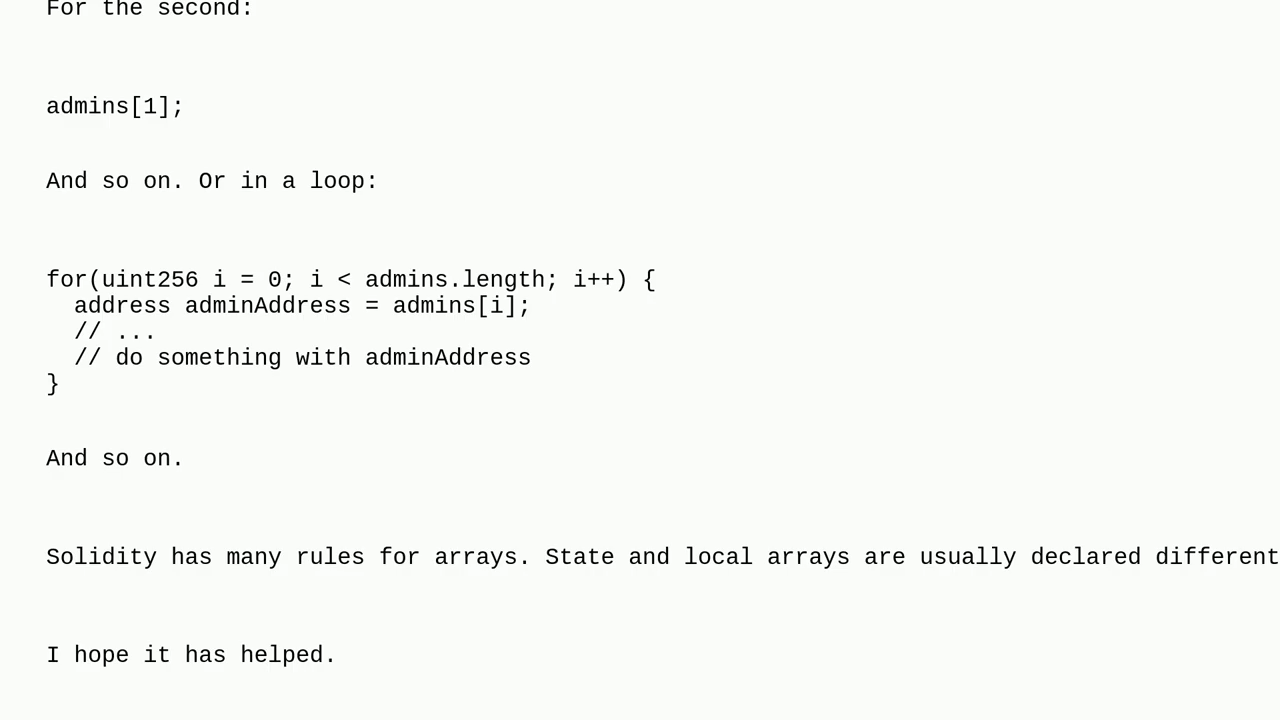 For the second:
admins[1];
And so on. Or in a loop:
for(uint256 i = 0; i < admins.length; i++) {
  address adminAddress = admins[i];
  // ...
  // do something with adminAddress
}
And so on.
Solidity has many rules for arrays. State and local arrays are usually declared different
I hope it has helped.